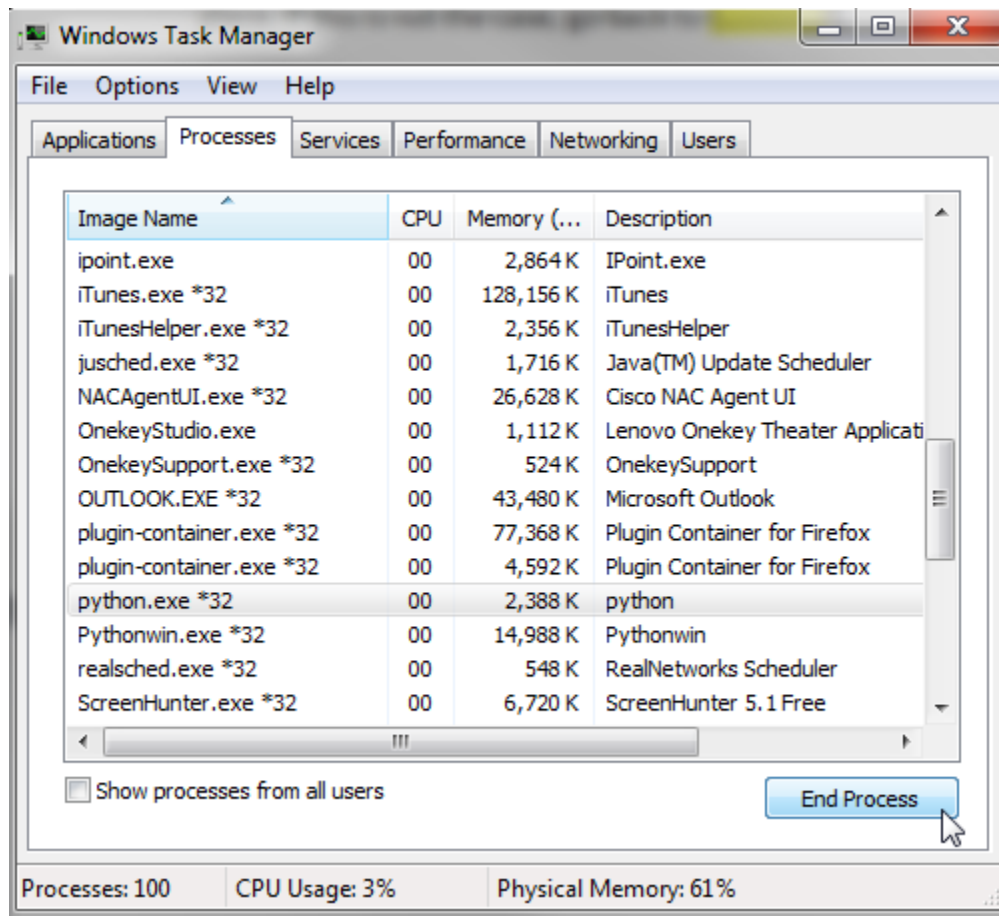 Windows Task Manager
File Options View Help
Applications Processes Services Performance Networking Users
Image Name CPU Memory (... Description
ipoint.exe 00 2,864 K IPoint.exe
iTunes.exe *32 00 128,156 K iTunes
iTunesHelper.exe *32 00 2,356 K iTunesHelper
jusched.exe *32 00 1,716 K Java(TM) Update Scheduler
NACAgentUI.exe *32 00 26,628 K Cisco NAC Agent UI
OnekeyStudio.exe 00 1,112 K Lenovo Onekey Theater Applicati
OnekeySupport.exe *32 00 524 K OnekeySupport
OUTLOOK.EXE *32 00 43,480 K Microsoft Outlook
plugin-container.exe *32 00 77,368 K Plugin Container for Firefox
plugin-container.exe *32 00 4,592 K Plugin Container for Firefox
python.exe *32 00 2,388 K python
Pythonwin.exe *32 00 14,988 K Pythonwin
realsched.exe *32 00 548 K RealNetworks Scheduler
ScreenHunter.exe *32 00 6,720 K ScreenHunter 5.1 Free
Show processes from all users
End Process
Processes: 100 CPU Usage: 3% Physical Memory: 61%